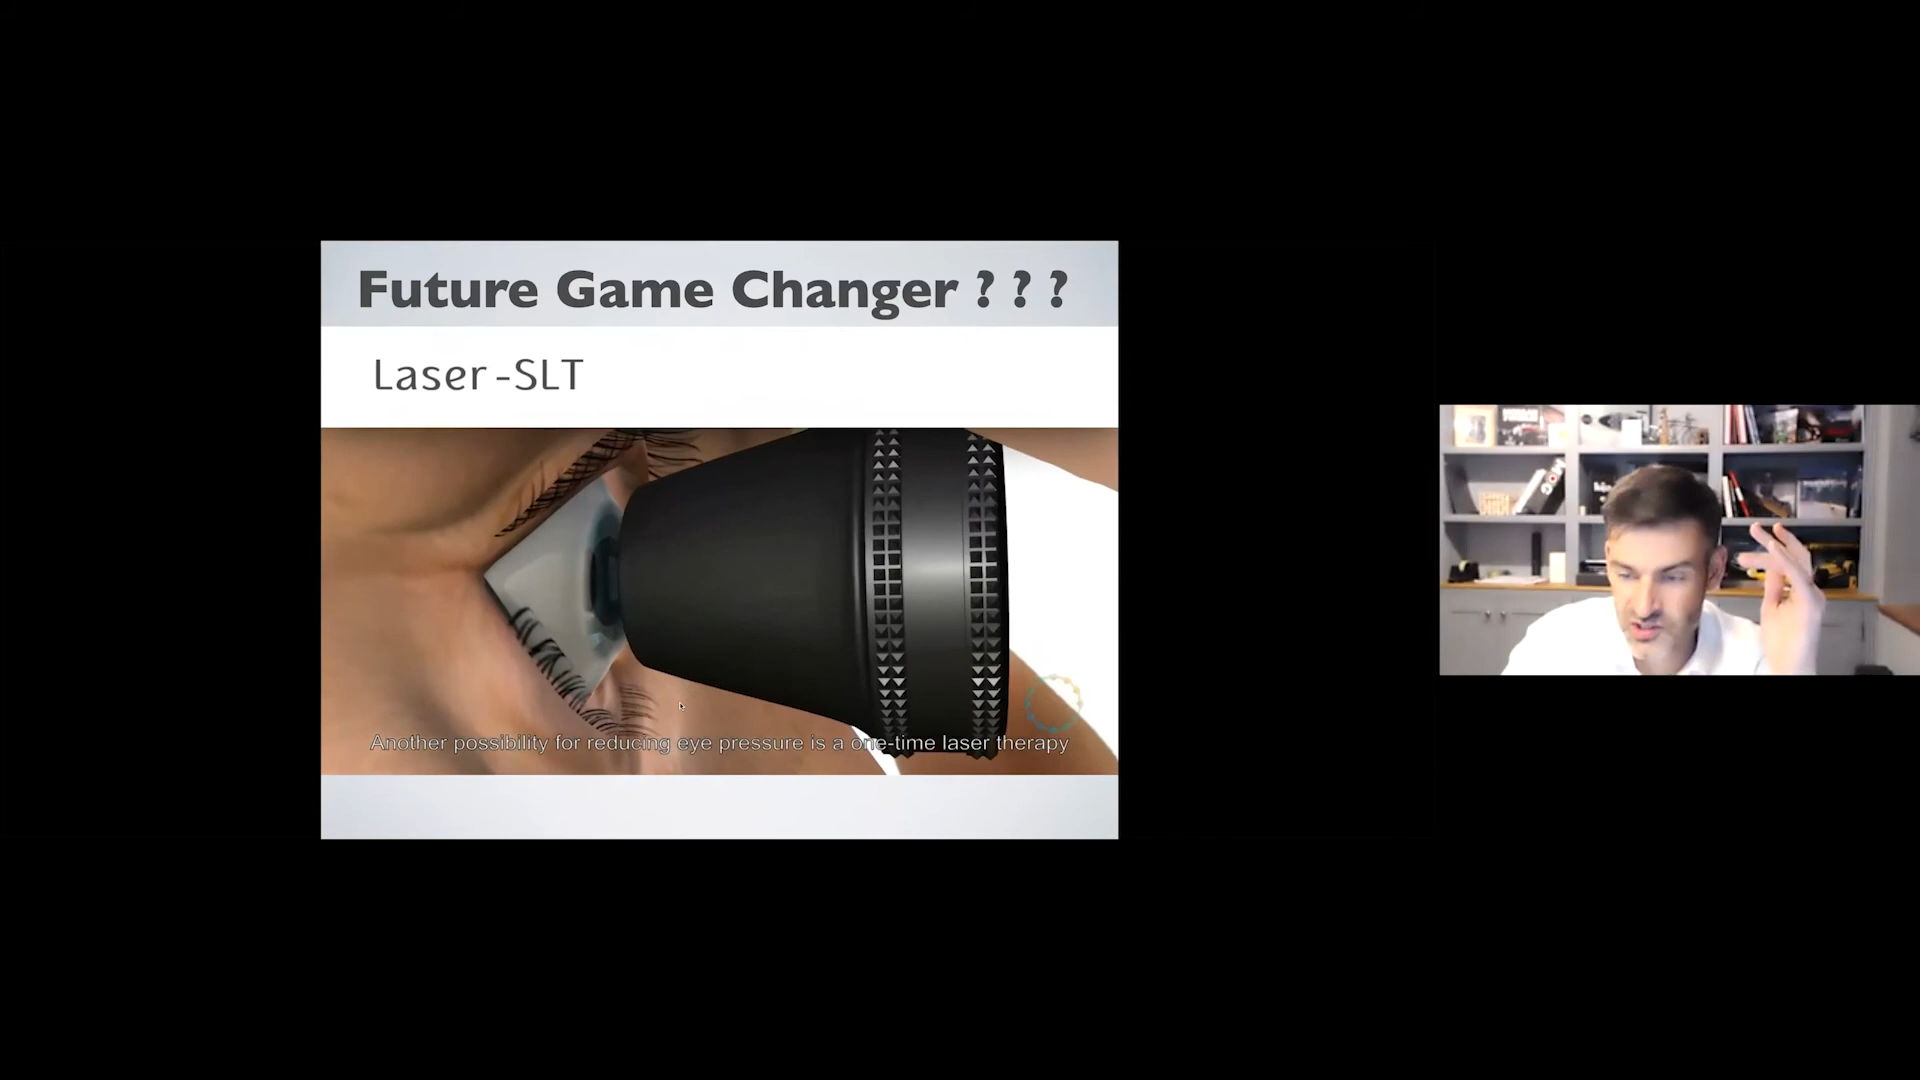 Future Game Changer ? ? ?
Laser -SLT
Another possibility for reducing eye pressure is a one-time laser therapy